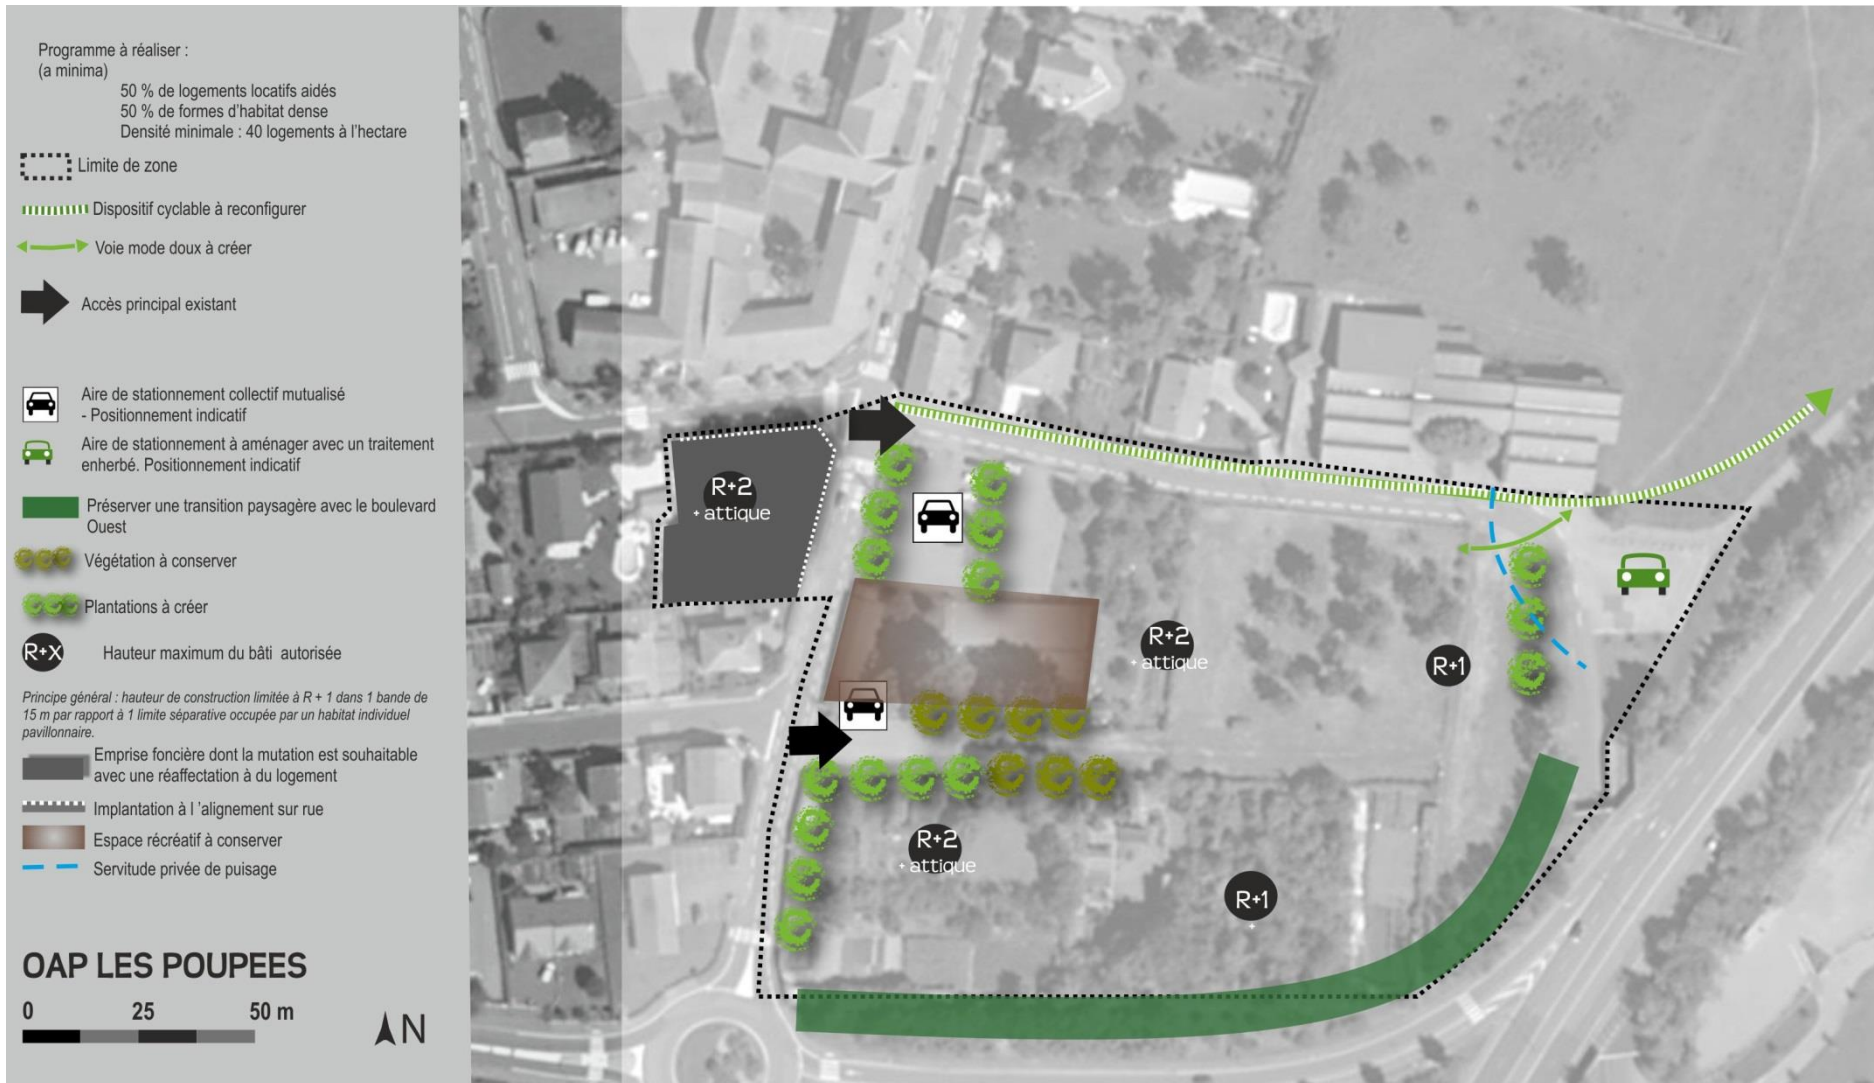 Programme à réaliser :
(a minima)
50 % de logements locatifs aidés
50 % de formes d'habitat dense
Densité minimale : 40 logements à l'hectare
Limite de zone
Dispositif cyclable à reconfigurer
Voie mode doux à créer
Accès principal existant
Aire de stationnement collectif mutualisé
- Positionnement indicatif
Aire de stationnement à aménager avec un traitement
enherbé. Positionnement indicatif
Préserver une transition paysagère avec le boulevard
Ouest
Végétation à conserver
Plantations à créer
R+X
Hauteur maximum du bâti autorisée
Principe général : hauteur de construction limitée à R + 1 dans 1 bande de
15 m par rapport à 1 limite séparative occupée par un habitat individuel
pavillonnaire.
Emprise foncière dont la mutation est souhaitable
avec une réaffectation à du logement
Implantation à l 'alignement sur rue
Espace récréatif à conserver
Servitude privée de puisage
OAP LES POUPEES
0 25 50 m
N
R+2
+ attique
R+2
+ attique
R+1
R+2
+ attique
R+1
+